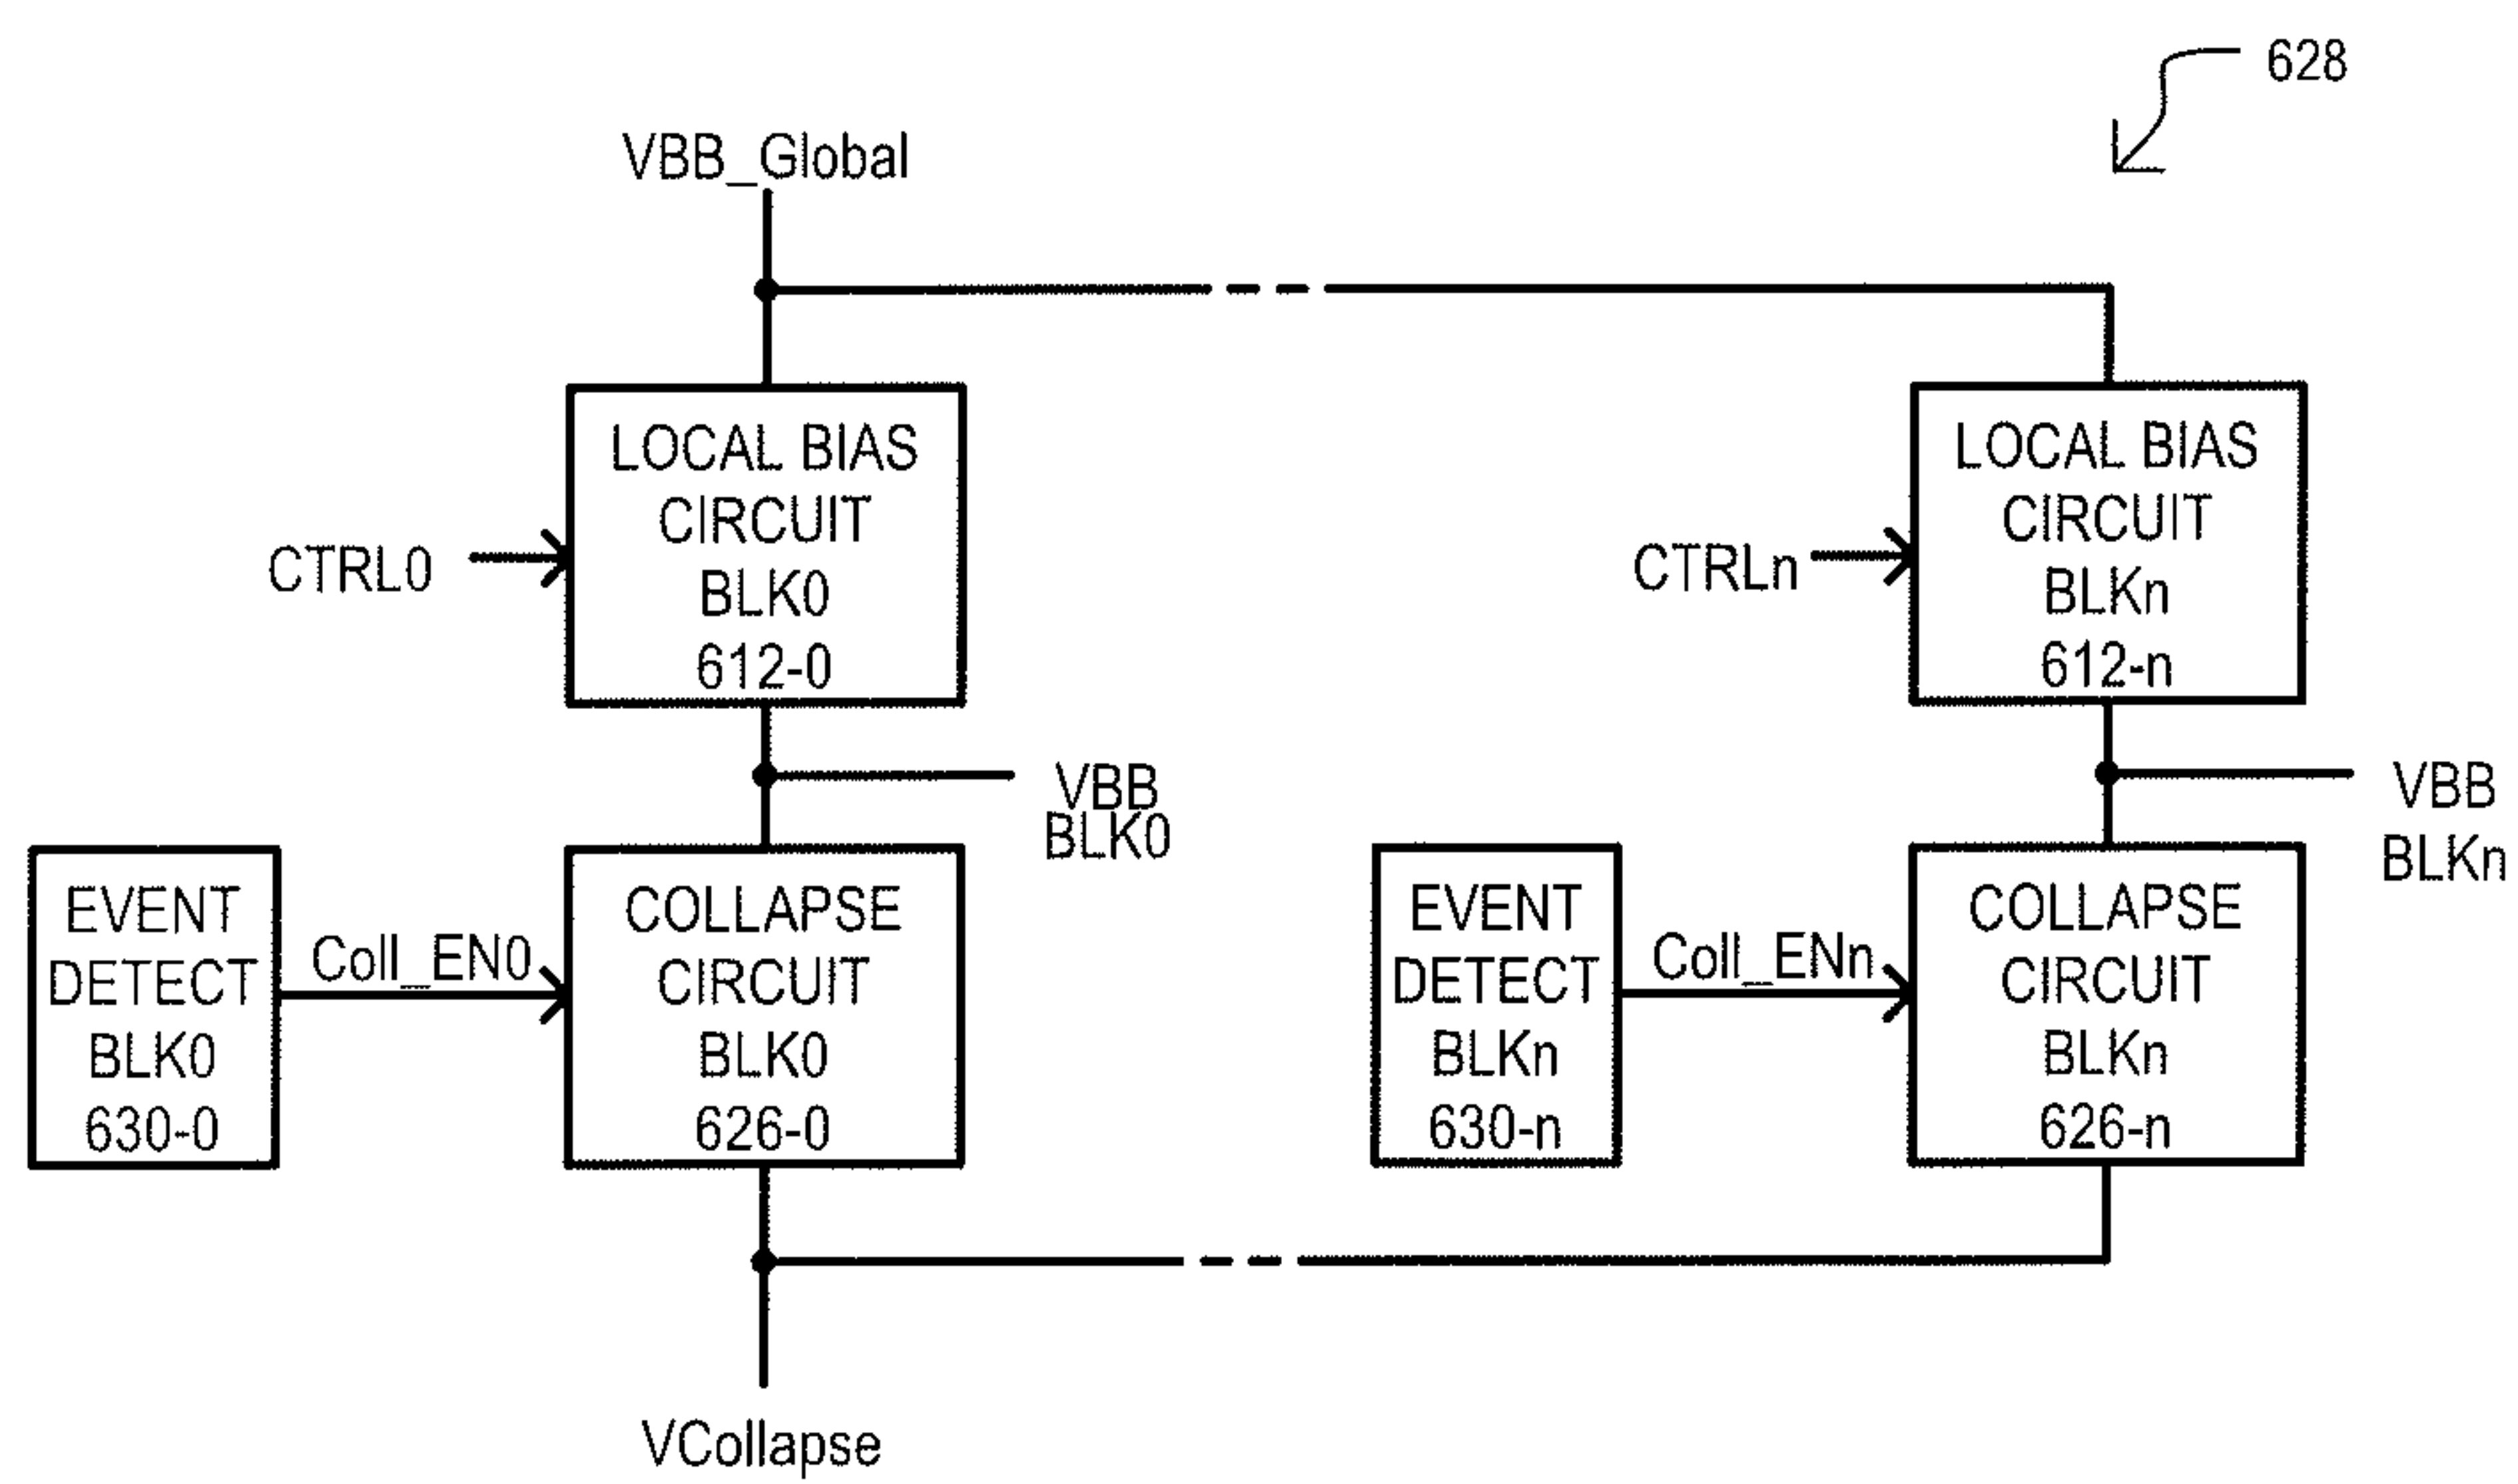 628
VBB_Global
LOCAL BIAS
CIRCUIT
BLK0
612-0
CTRL0
LOCAL BIAS
CIRCUIT
BLKn
612-n
CTRLn
VBB
BLK0
VBB
BLKn
EVENT
DETECT
BLK0
630-0
Coll_EN0
COLLAPSE
CIRCUIT
BLK0
626-0
EVENT
DETECT
BLKn
630-n
Coll_ENn
COLLAPSE
CIRCUIT
BLKn
626-n
VCollapse